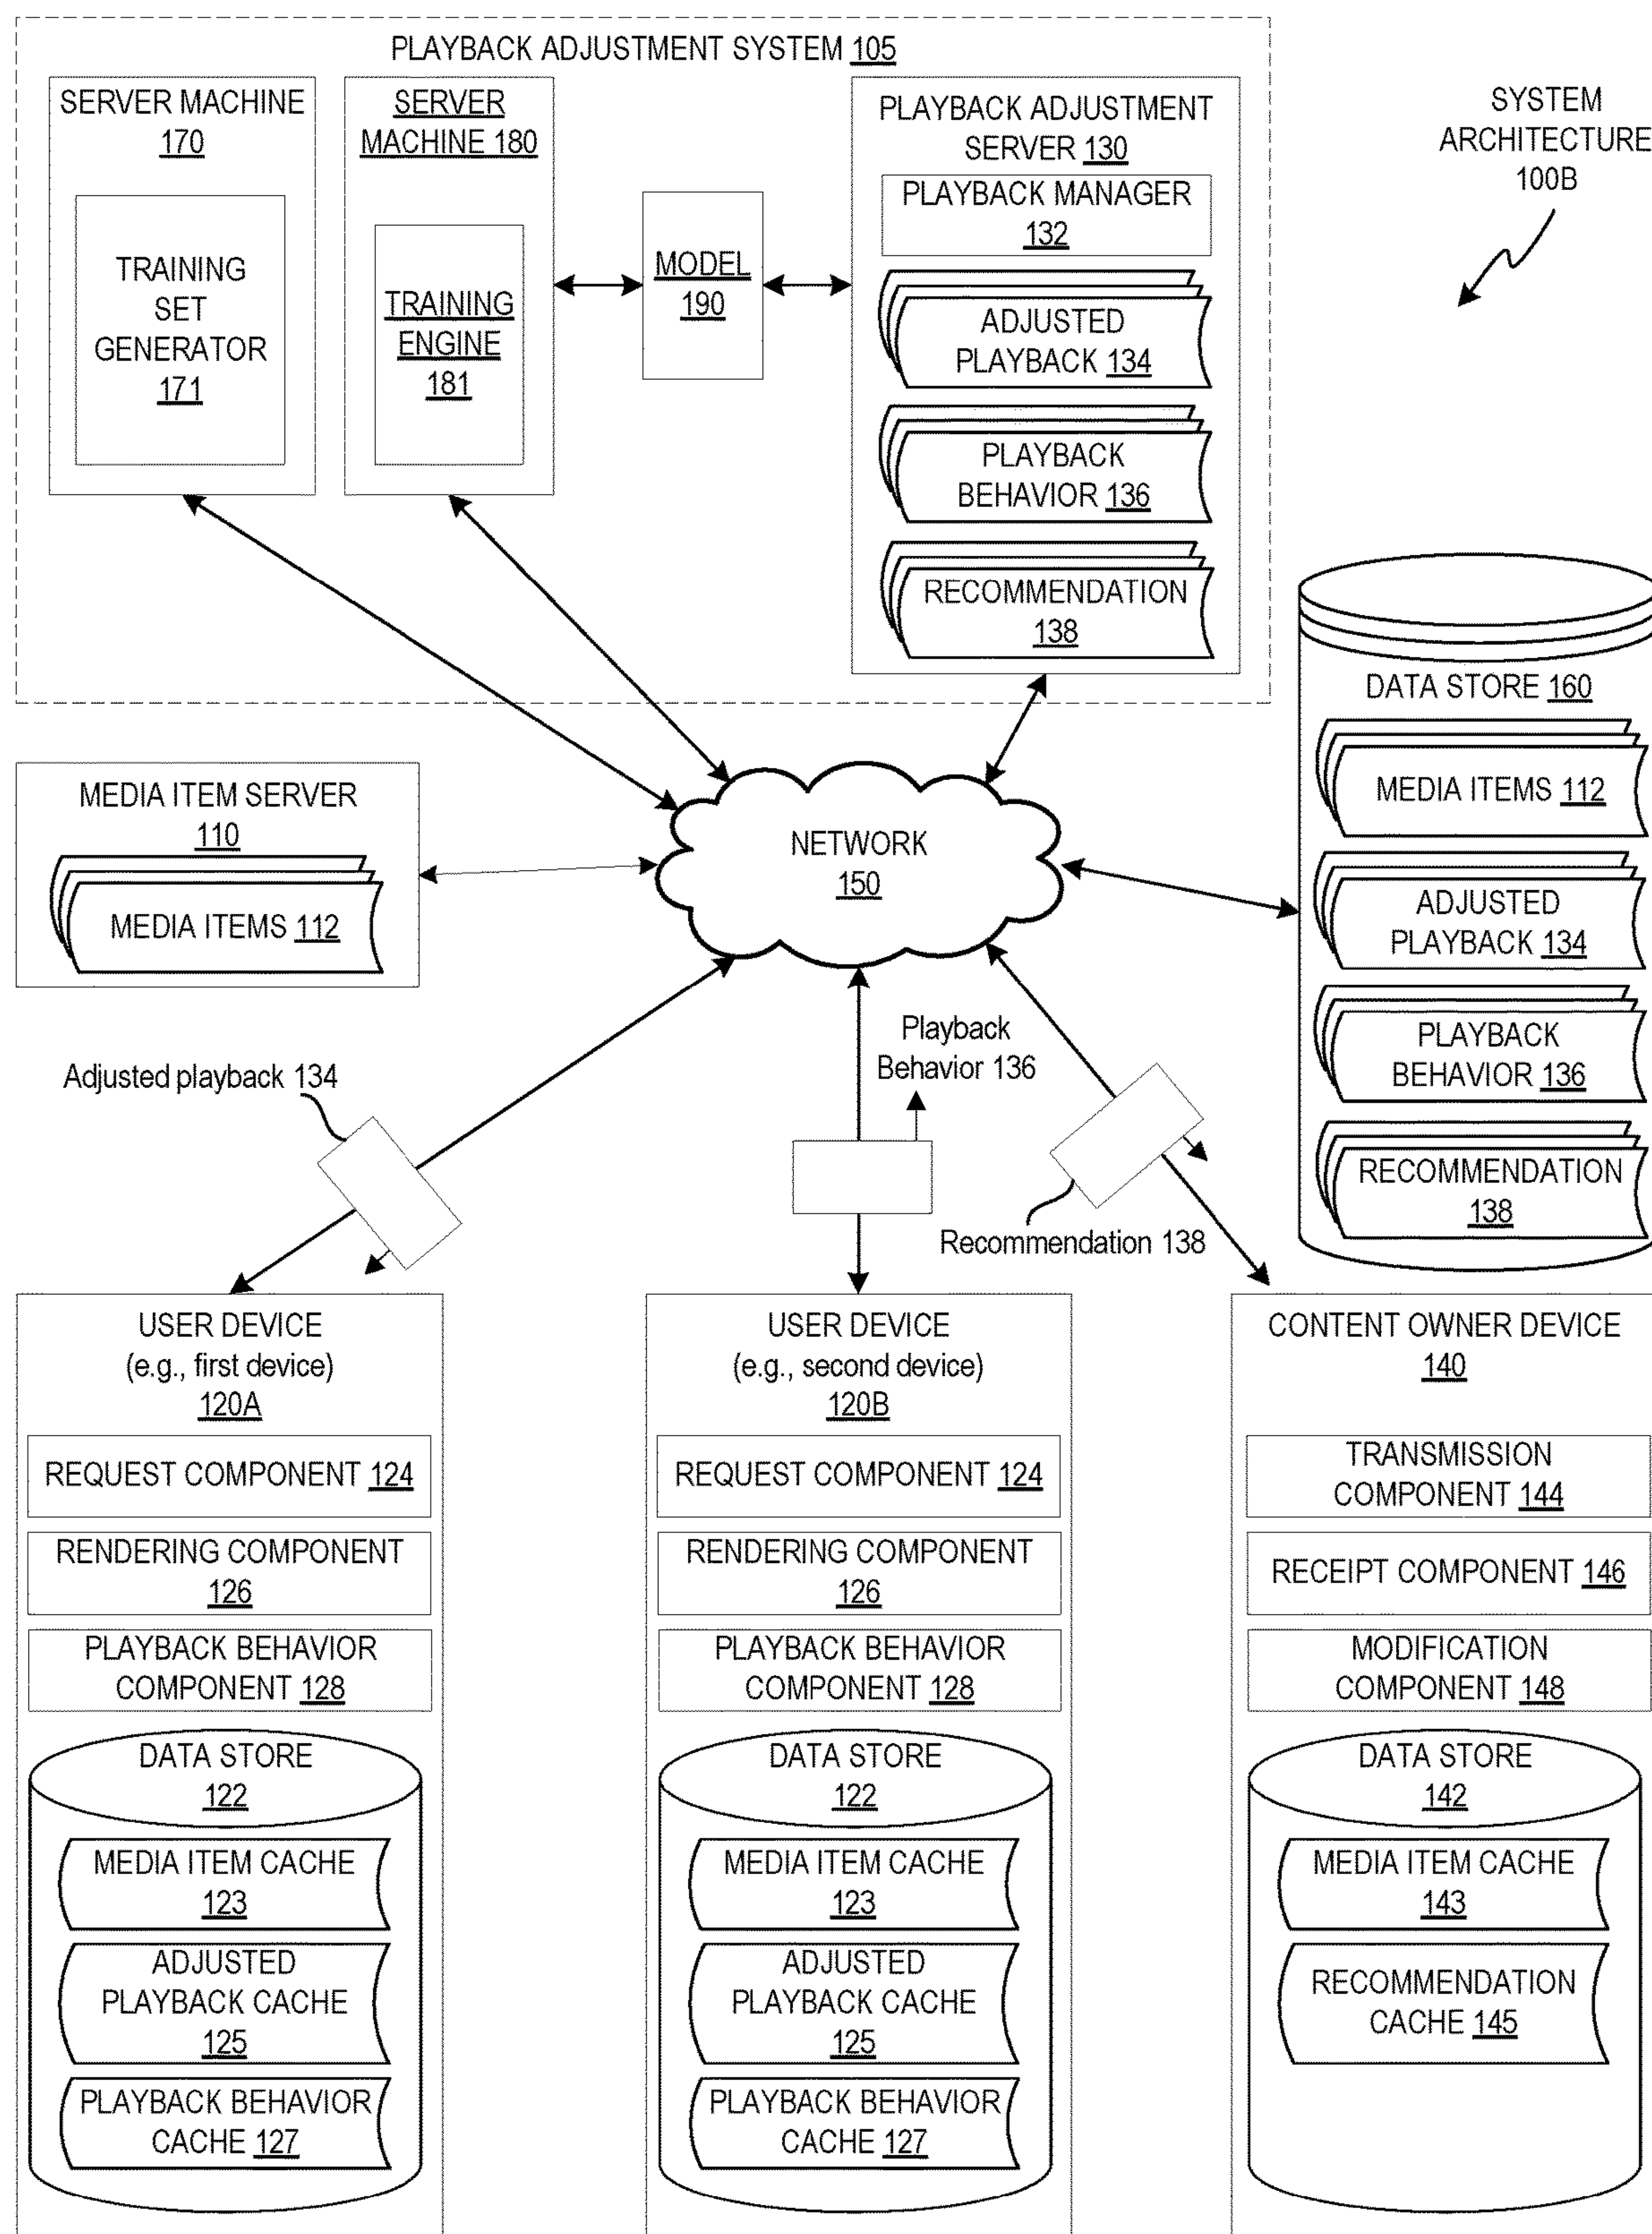 PLAYBACK ADJUSTMENT SYSTEM 105
SERVER MACHINE
170
TRAINING
SET
GENERATOR
171
SERVER
MACHINE 180
TRAINING
ENGINE
181
MODEL
190
PLAYBACK ADJUSTMENT
SERVER 130
PLAYBACK MANAGER
132
ADJUSTED
PLAYBACK 134
PLAYBACK
BEHAVIOR 136
RECOMMENDATION
138
SYSTEM
ARCHITECTURE
100B
DATA STORE 160
MEDIA ITEMS 112
ADJUSTED
PLAYBACK 134
PLAYBACK
BEHAVIOR 136
RECOMMENDATION
138
MEDIA ITEM SERVER
110
MEDIA ITEMS 112
NETWORK
150
Adjusted playback 134
Playback
Behavior 136
Recommendation 138
USER DEVICE
(e.g., first device)
120A
REQUEST COMPONENT 124
RENDERING COMPONENT
126
PLAYBACK BEHAVIOR
COMPONENT 128
DATA STORE
122
MEDIA ITEM CACHE
123
ADJUSTED
PLAYBACK CACHE
125
PLAYBACK BEHAVIOR
CACHE 127
USER DEVICE
(e.g., second device)
120B
REQUEST COMPONENT 124
RENDERING COMPONENT
126
PLAYBACK BEHAVIOR
COMPONENT 128
DATA STORE
122
MEDIA ITEM CACHE
123
ADJUSTED
PLAYBACK CACHE
125
PLAYBACK BEHAVIOR
CACHE 127
CONTENT OWNER DEVICE
140
TRANSMISSION
COMPONENT 144
RECEIPT COMPONENT 146
MODIFICATION
COMPONENT 148
DATA STORE
142
MEDIA ITEM CACHE
143
RECOMMENDATION
CACHE 145